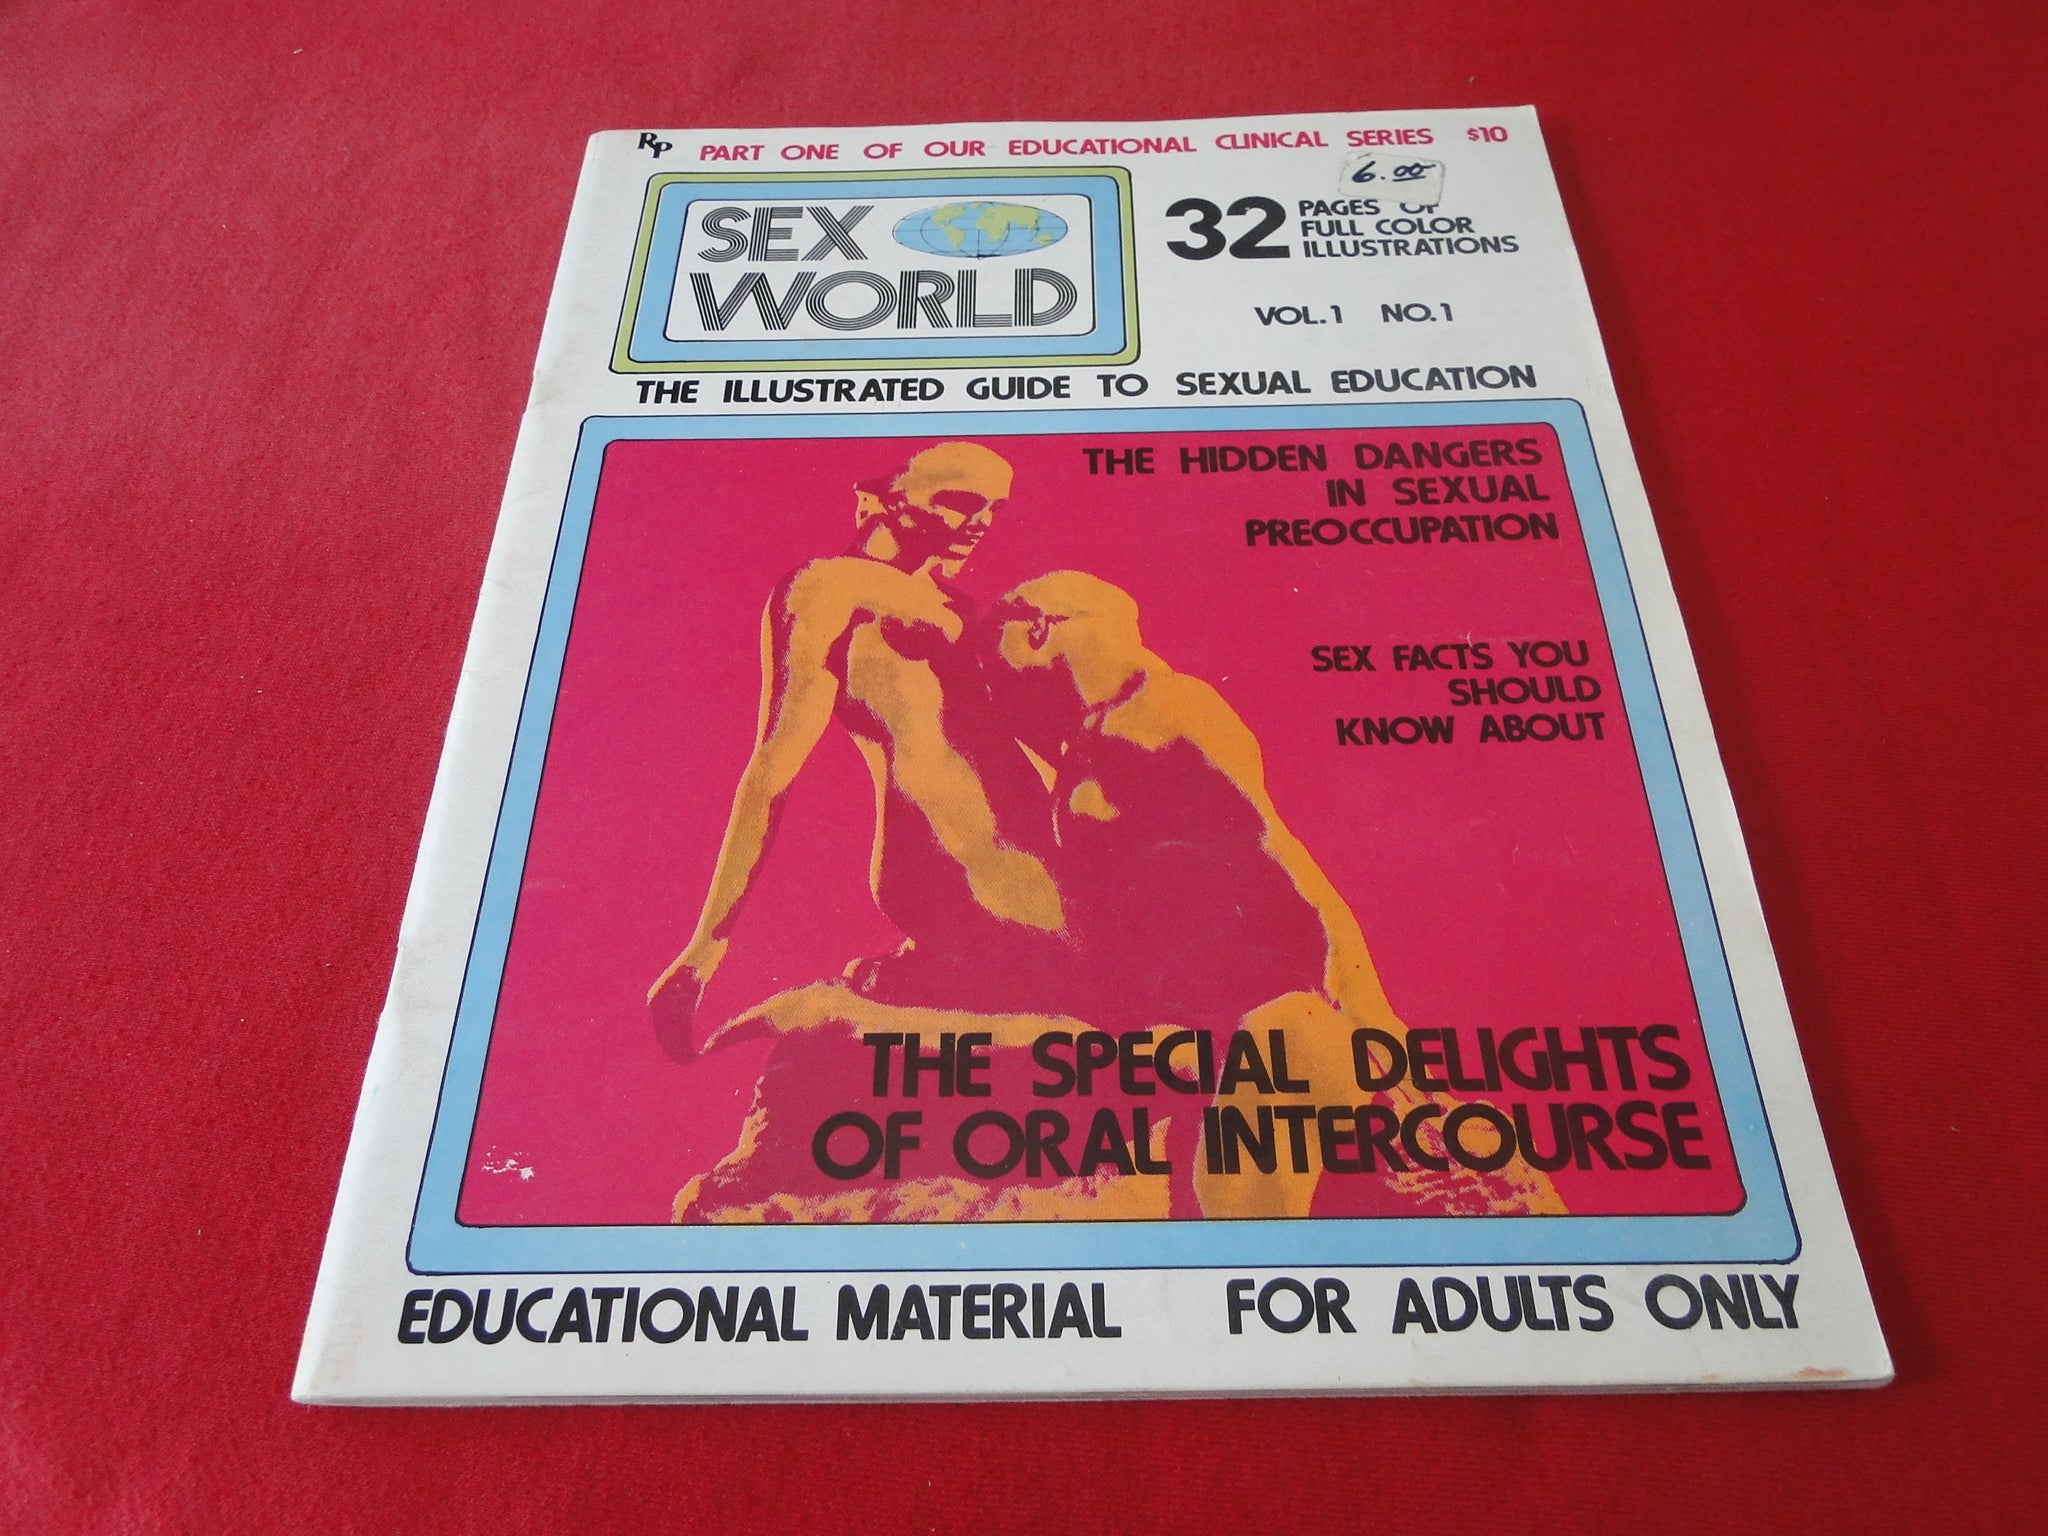 RP PART ONE OF OUR EDUCATIONAL CLINICAL SERIES $10
6.00
SEX
WORLD
32 PAGES OF
FULL COLOR
ILLUSTRATIONS
VOL.1 NO.1
THE ILLUSTRATED GUIDE TO SEXUAL EDUCATION
THE HIDDEN DANGERS
IN SEXUAL
PREOCCUPATION
SEX FACTS YOU
SHOULD
KNOW ABOUT
THE SPECIAL DELIGHTS
OF ORAL INTERCOURSE
EDUCATIONAL MATERIAL FOR ADULTS ONLY